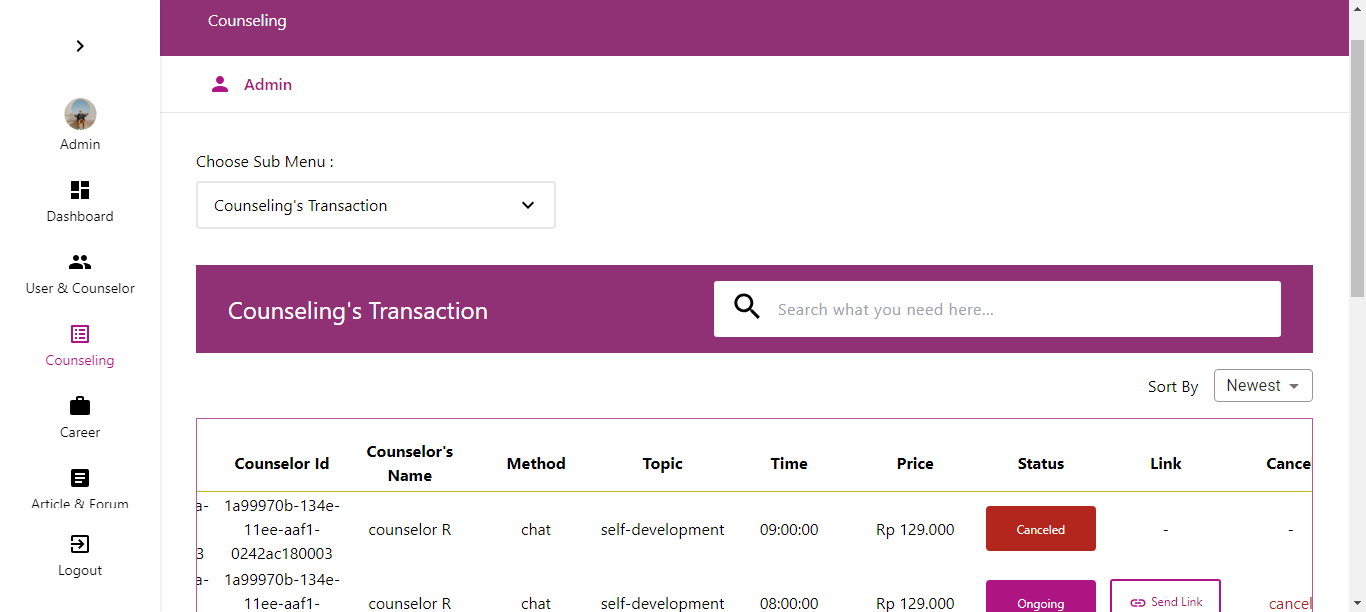 Counseling
Admin
Admin
Dashboard
User & Counselor
Counseling
Career
Article & Forum
Logout
Choose Sub Menu :
Counseling's Transaction
Counseling's Transaction
Search what you need here...
Sort By Newest
Counselor Id Counselor's Name Method Topic Time Price Status Link Cance
a- 1a99970b-134e-
11ee-aaf1- counselor R chat self-development 09:00:00 Rp 129.000 Canceled - -
3 0242ac180003
a- 1a99970b-134e-
11ee-aaf1- counselor R chat self-development 08:00:00 Rp 129.000 Ongoing Send Link cancel